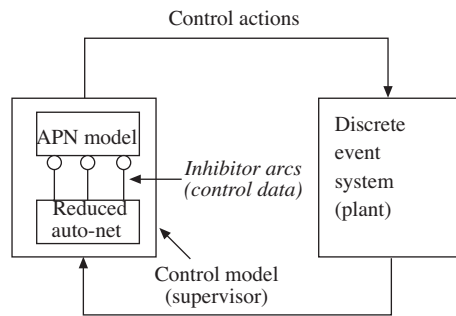 Control actions
APN model
Inhibitor arcs
(control data)
Reduced
auto-net
Control model
(supervisor)
Discrete
event
system
(plant)